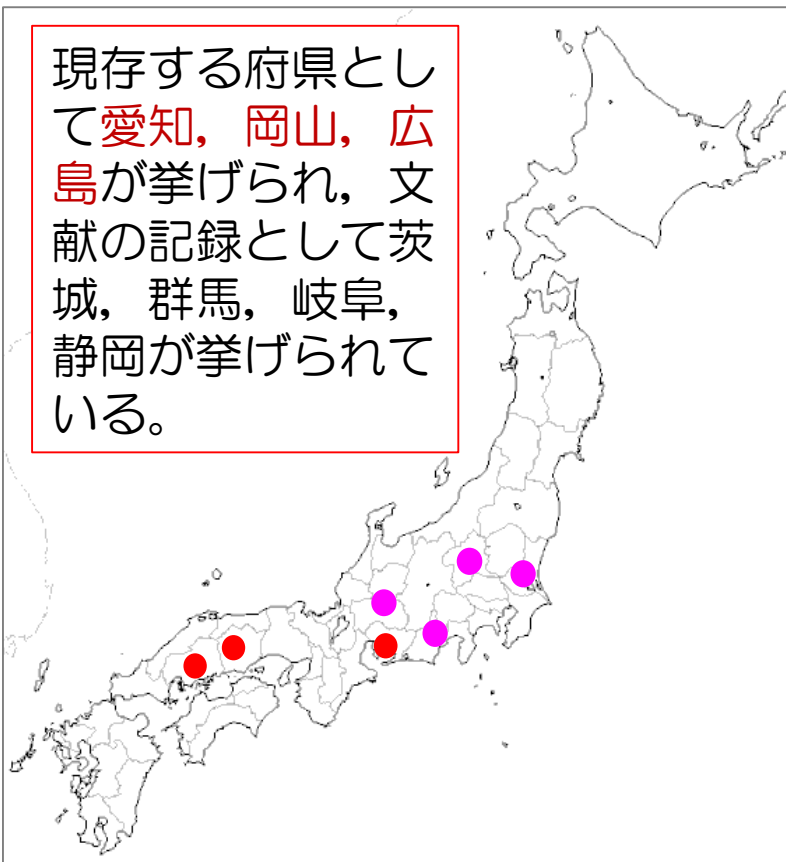 現存する府県とし
て愛知，岡山，広
島が挙げられ，文
献の記録として茨
城，群馬，岐阜，
静岡が挙げられて
いる。